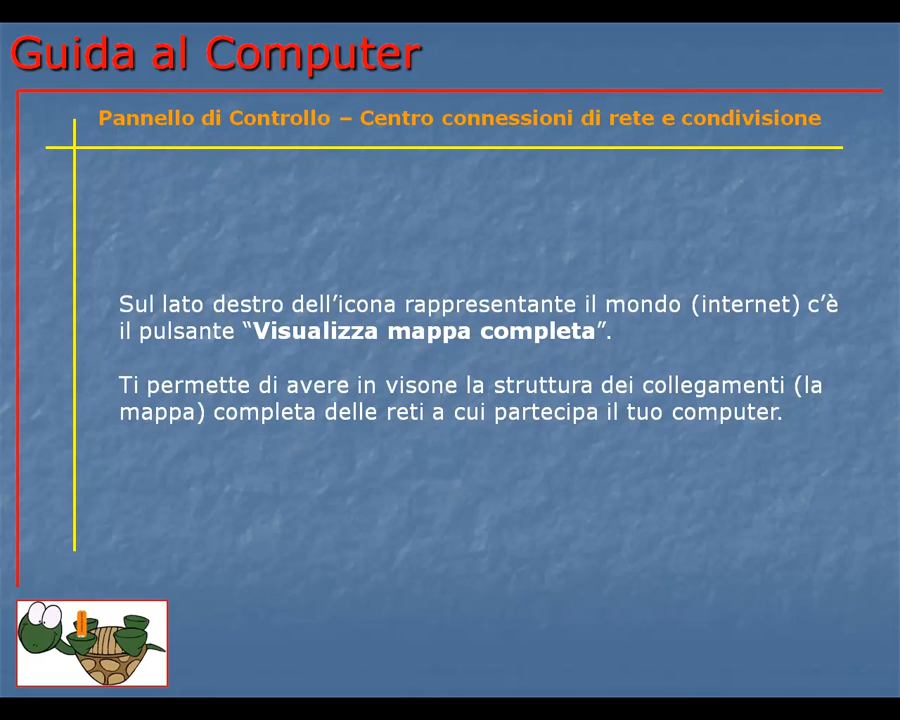 Guida al Computer
Pannello di Controllo – Centro connessioni di rete e condivisione
Sul lato destro dell’icona rappresentante il mondo (internet) c’è
il pulsante “Visualizza mappa completa”.
Ti permette di avere in visone la struttura dei collegamenti (la
mappa) completa delle reti a cui partecipa il tuo computer.